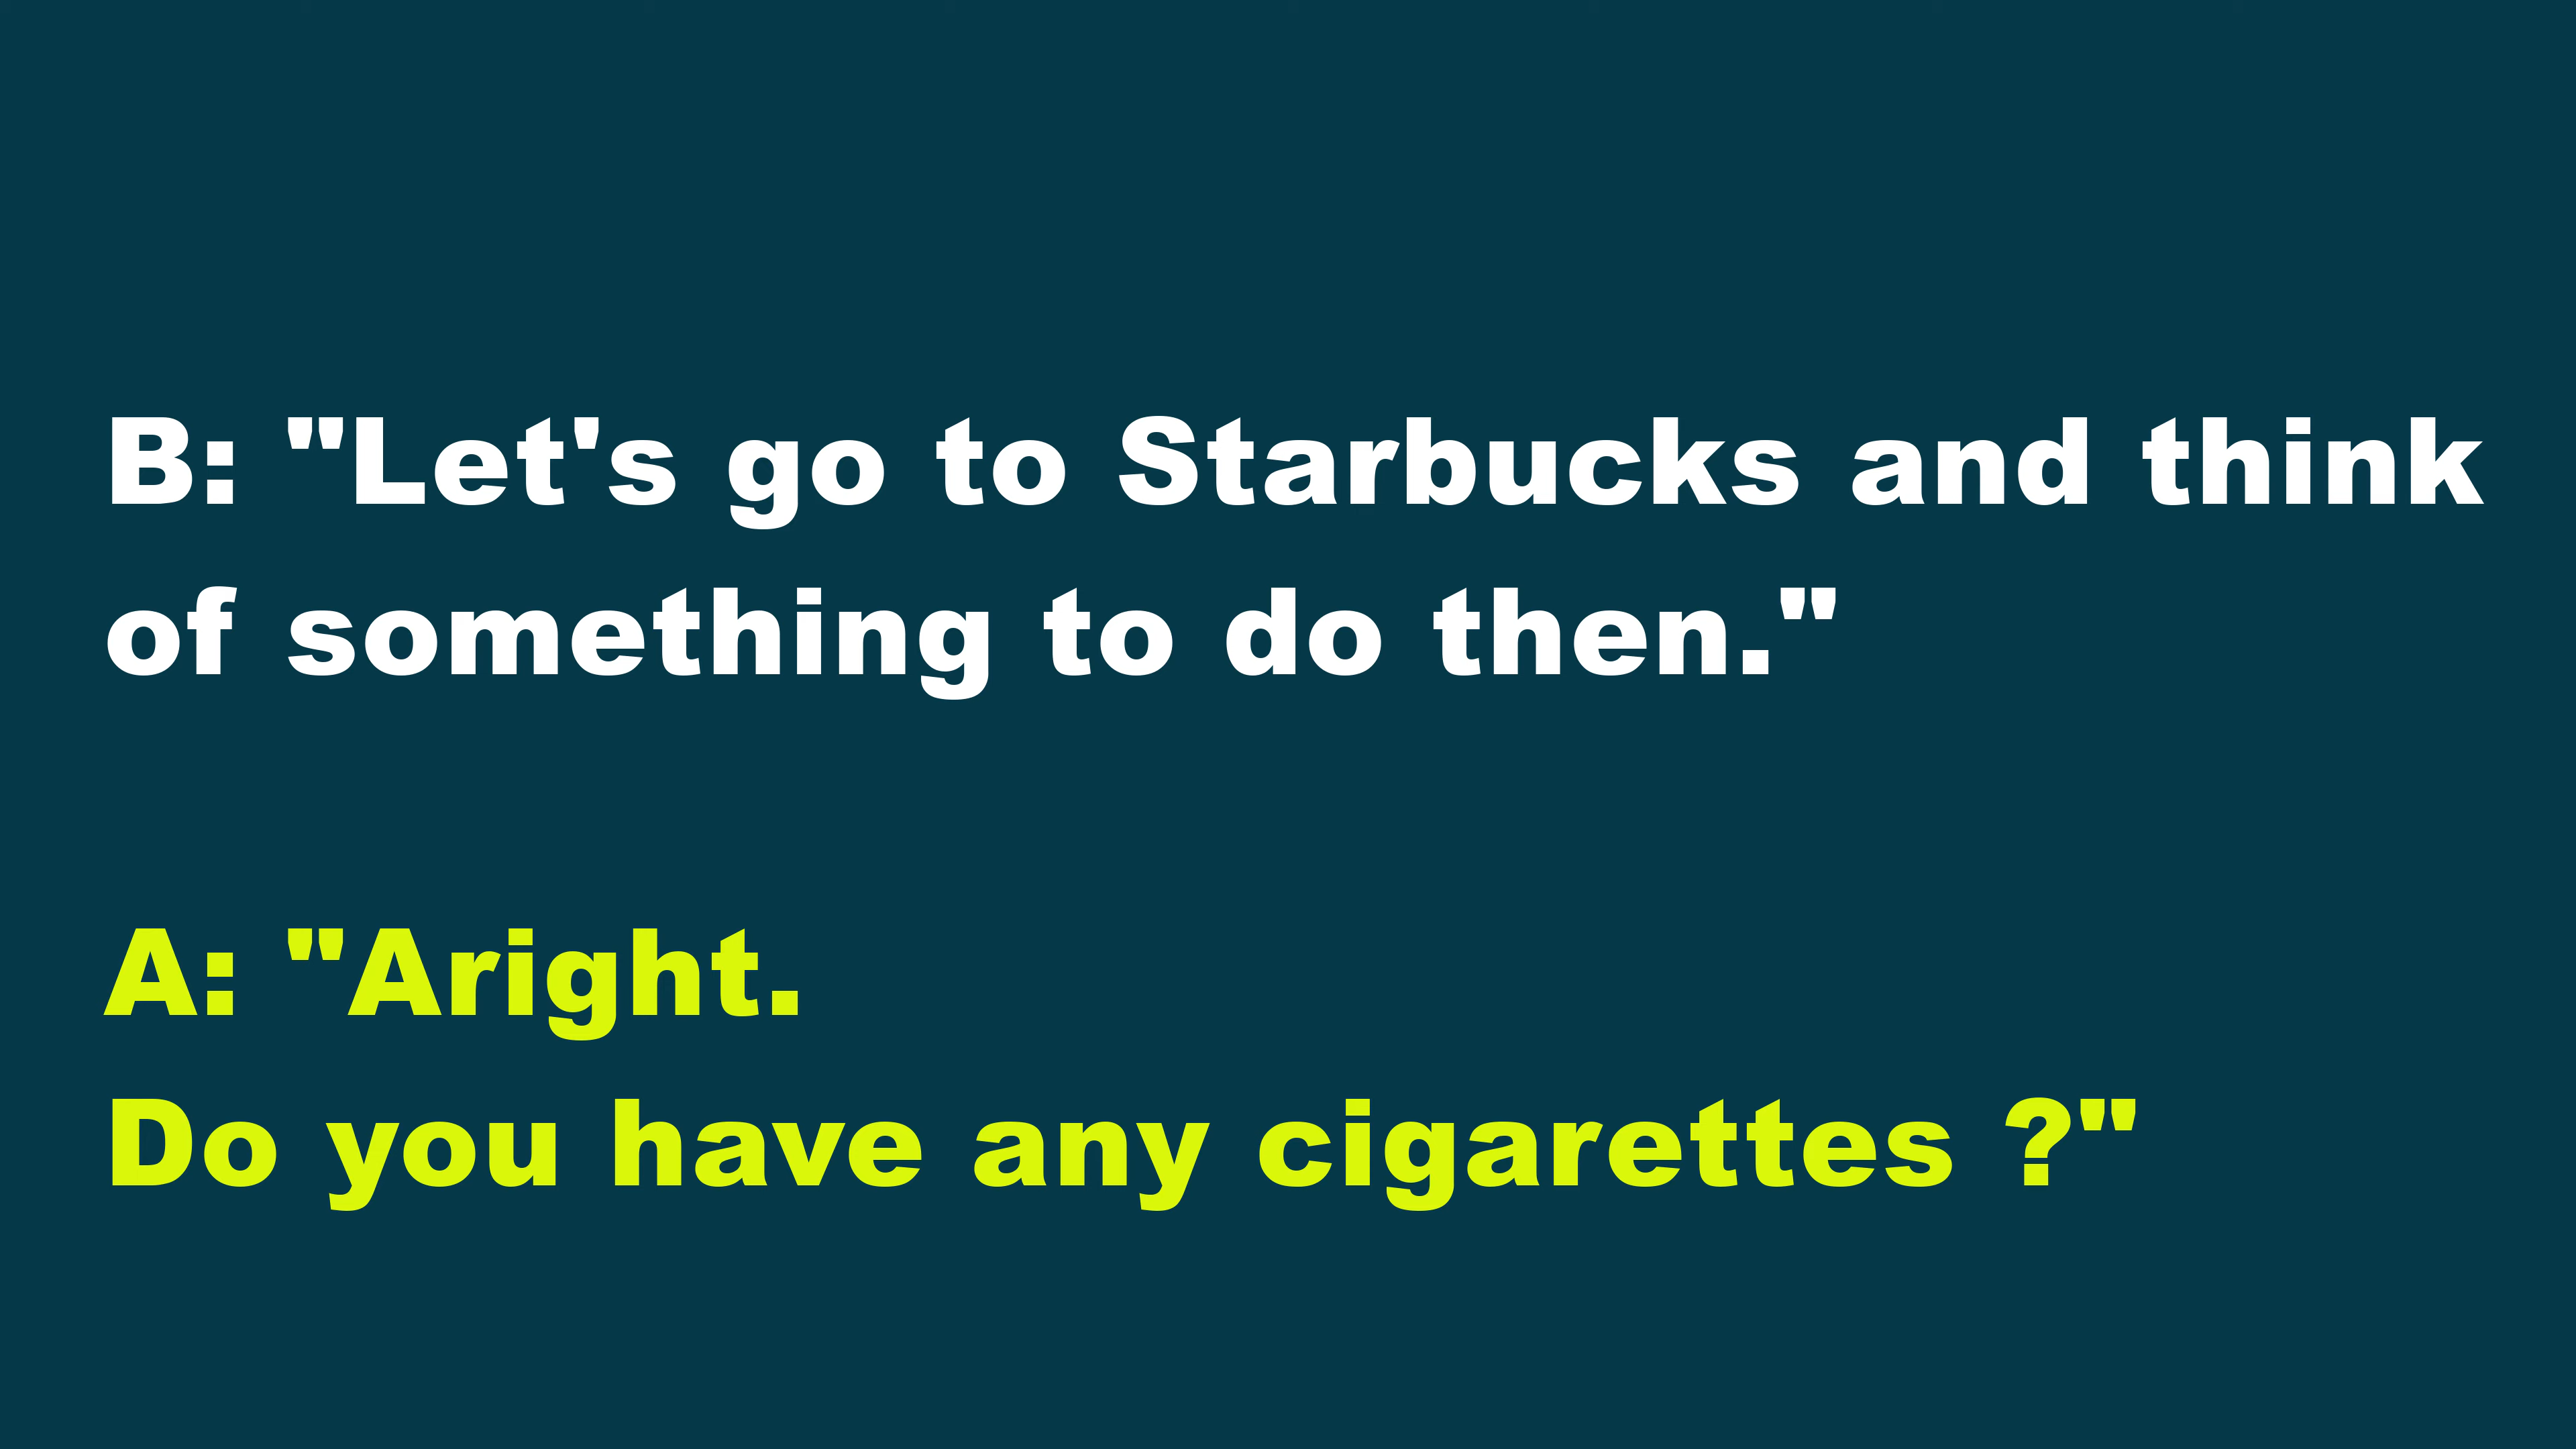 B: "Let's go to Starbucks and think
of something to do then."
A: "Aright.
Do you have any cigarettes ?"